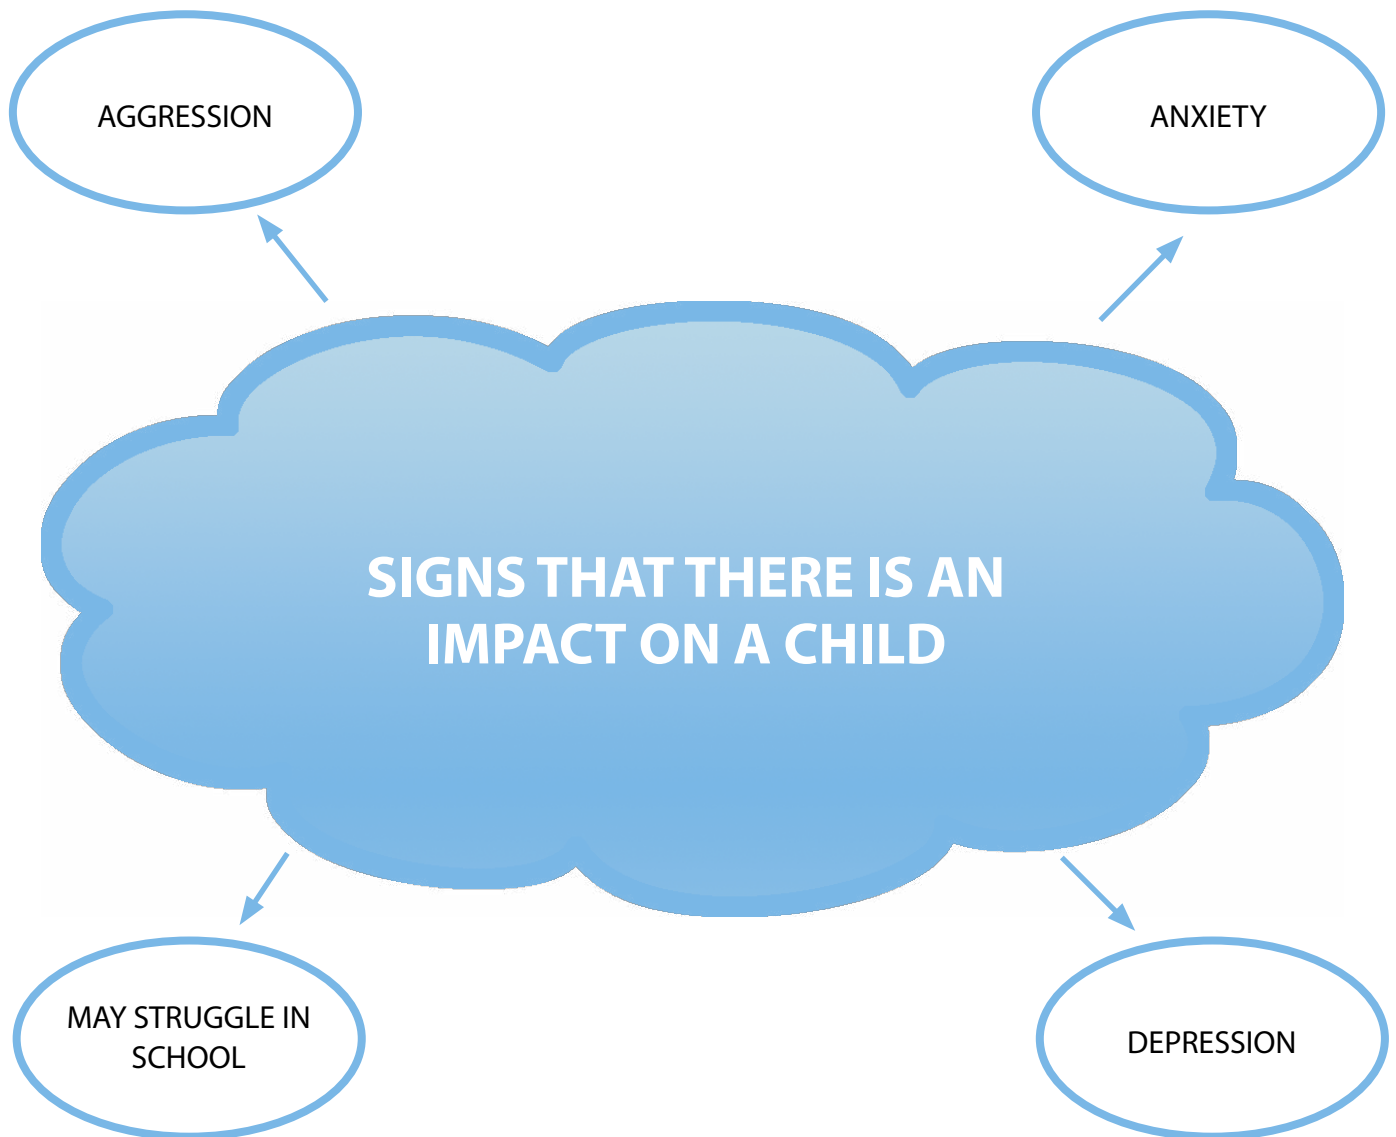 AGGRESSION
ANXIETY
SIGNS THAT THERE IS AN
IMPACT ON A CHILD
MAY STRUGGLE IN
SCHOOL
DEPRESSION